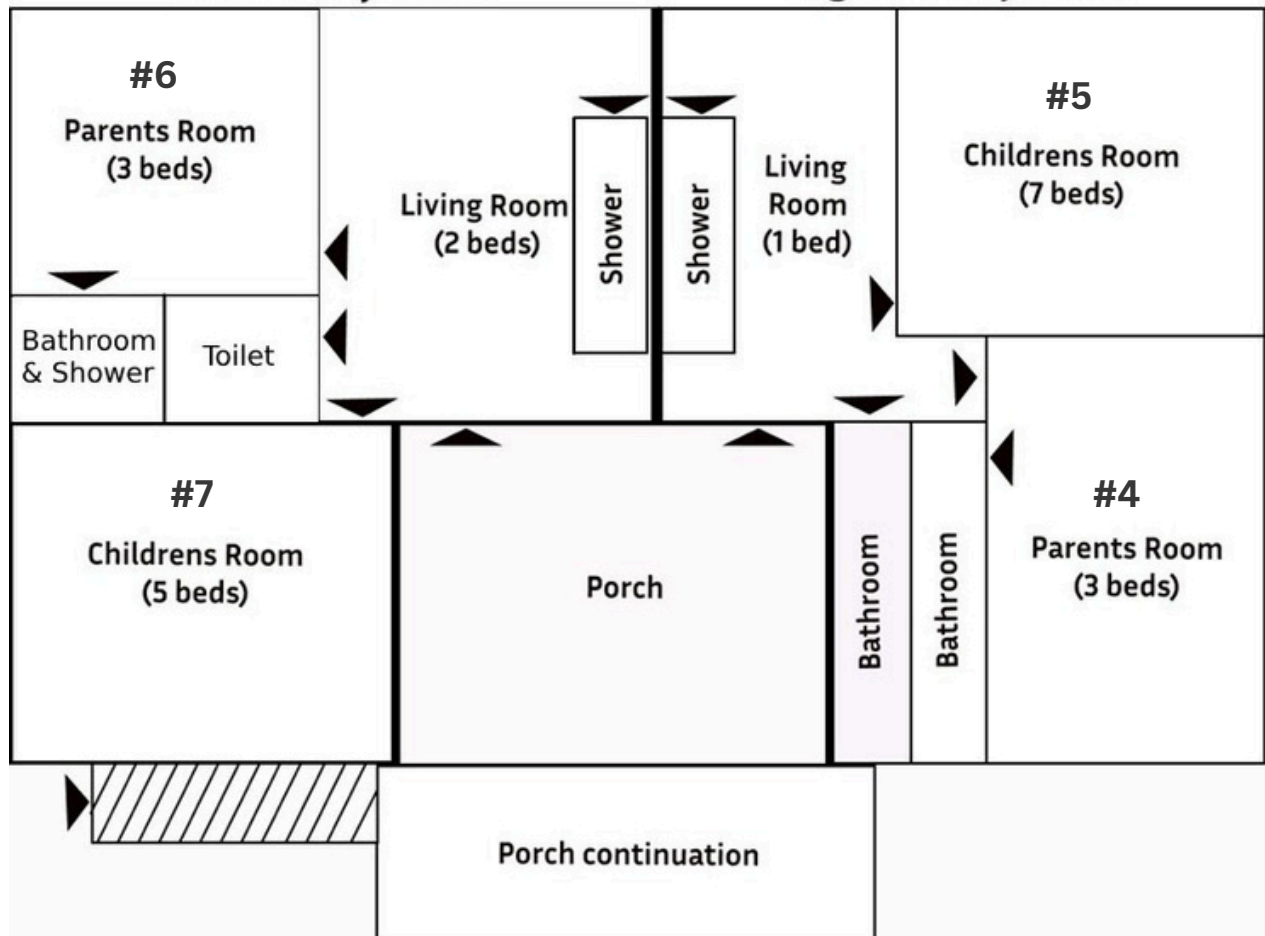 #6
Parents Room
(3 beds)
Living Room
(2 beds)
Shower
Shower
Living
Room
(1 bed)
#5
Childrens Room
(7 beds)
Bathroom
& Shower
Toilet
#7
Childrens Room
(5 beds)
Porch
Bathroom
Bathroom
#4
Parents Room
(3 beds)
Porch continuation